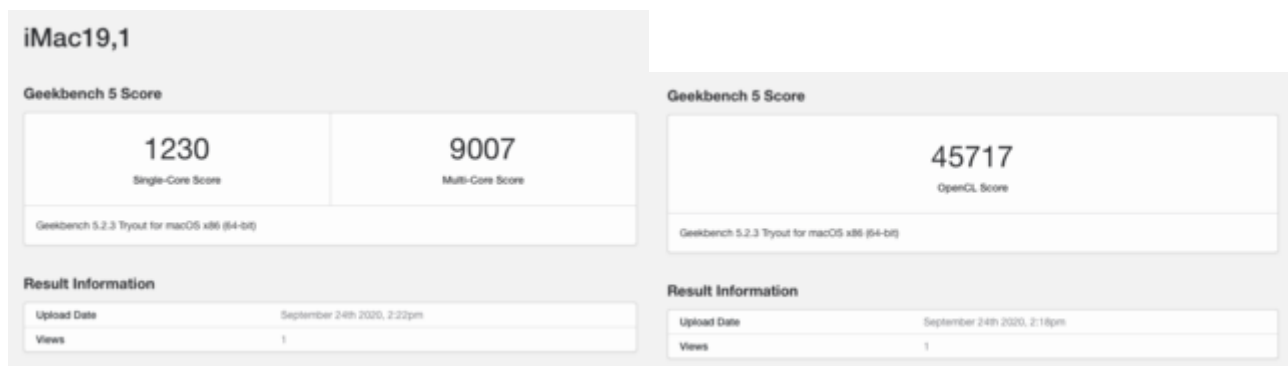 iMac19,1
Geekbench 5 Score
1230
Single-Core Score
9007
Multi-Core Score
Geekbench 5.2.3 Tryout for macOS x86 (64-bit)
Result Information
Upload Date September 24th 2020, 2:22pm
Views 1
Geekbench 5 Score
45717
OpenCL Score
Geekbench 5.2.3 Tryout for macOS x86 (64-bit)
Result Information
Upload Date September 24th 2020, 2:18pm
Views 1